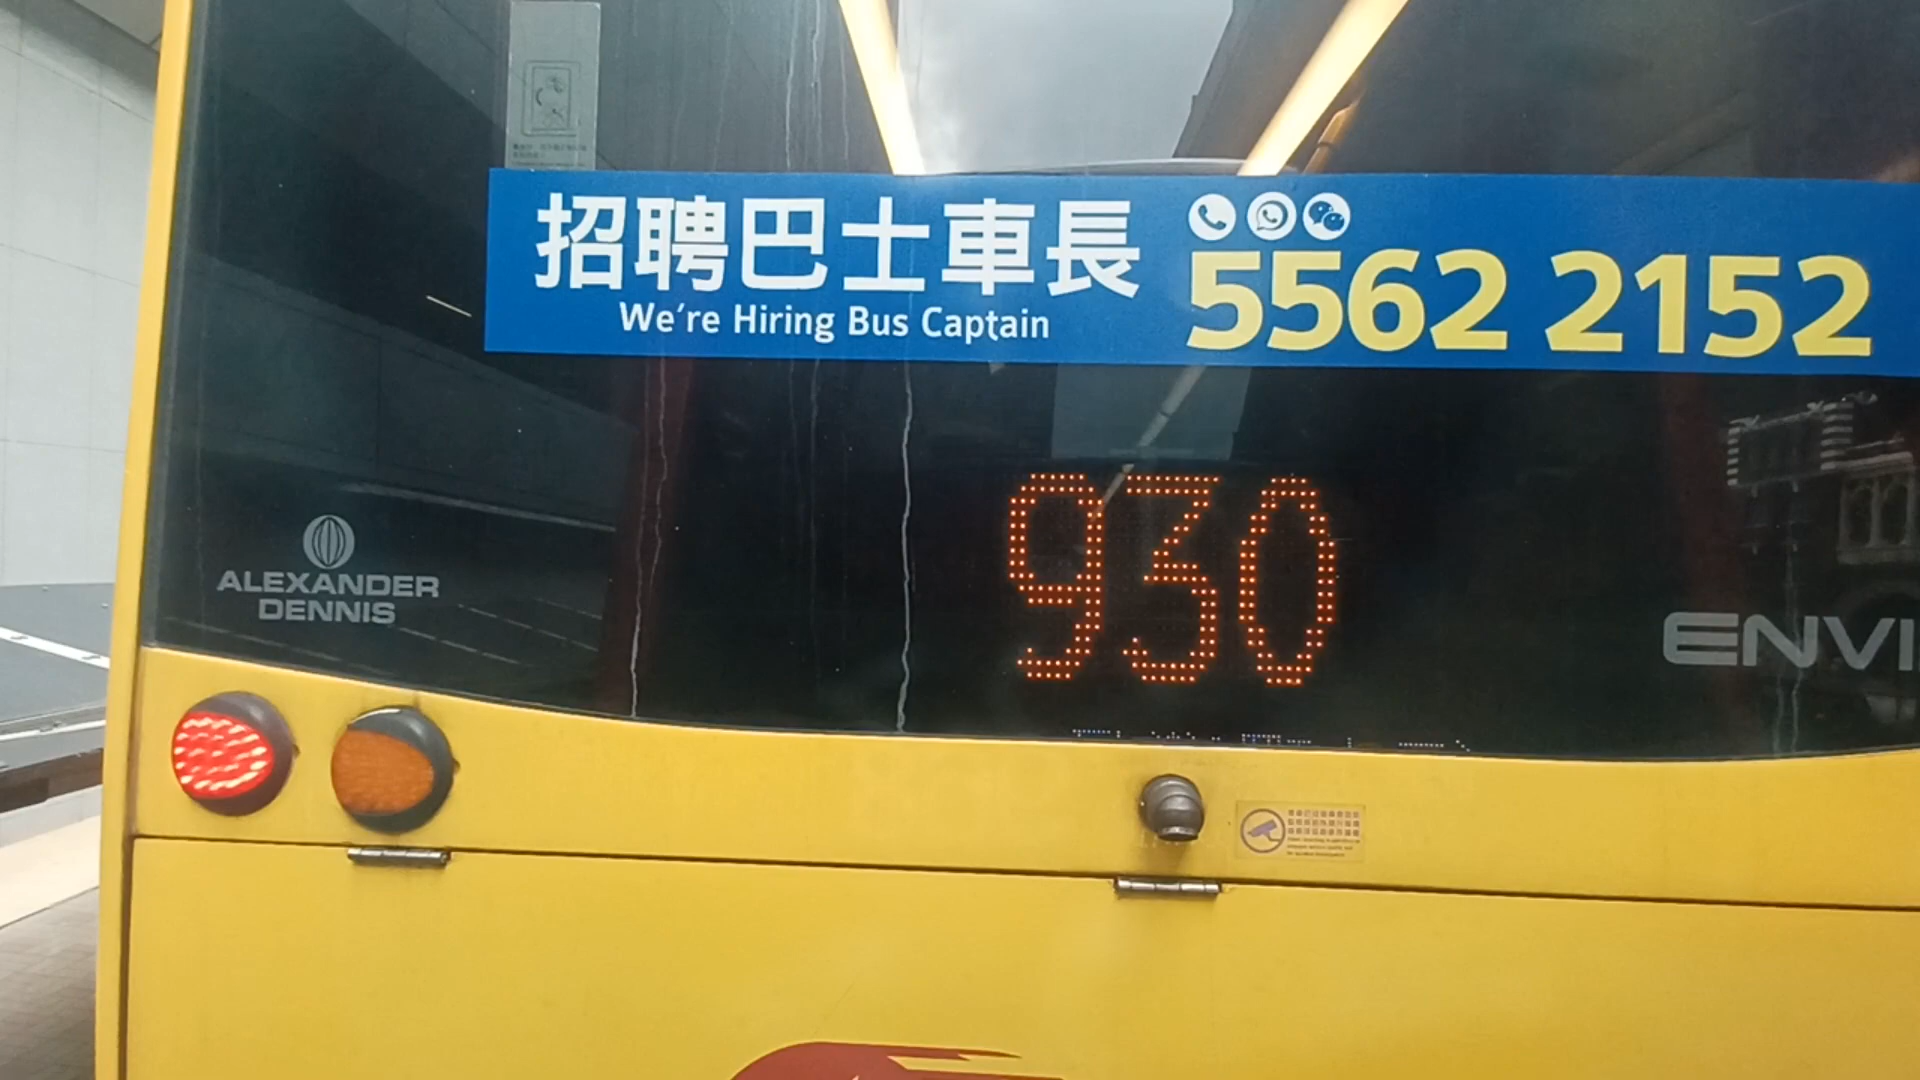 招聘巴士車長
We're Hiring Bus Captain
5562 2152
930
ALEXANDER
DENNIS
ENVI